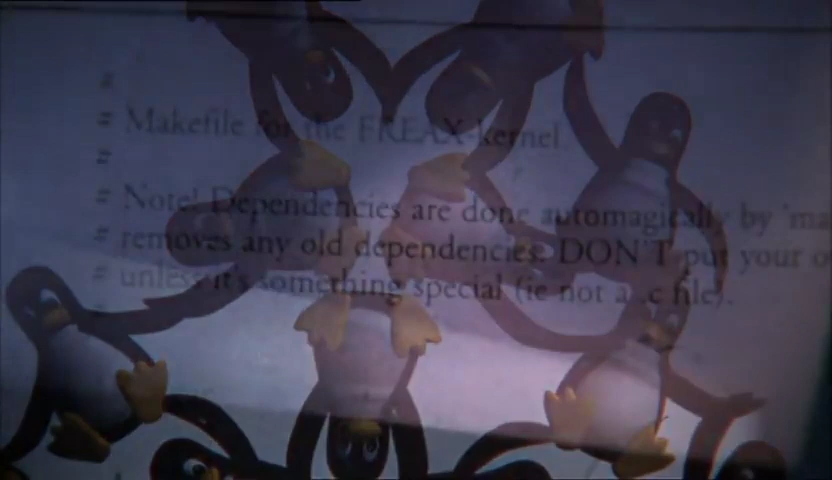 #
# Makefile for the FREAX-kernel
#
# Note! Dependencies are done automagically by 'ma
# removes any old dependencies. DON'T put your o
# unless it's something special (ie not a .c file).